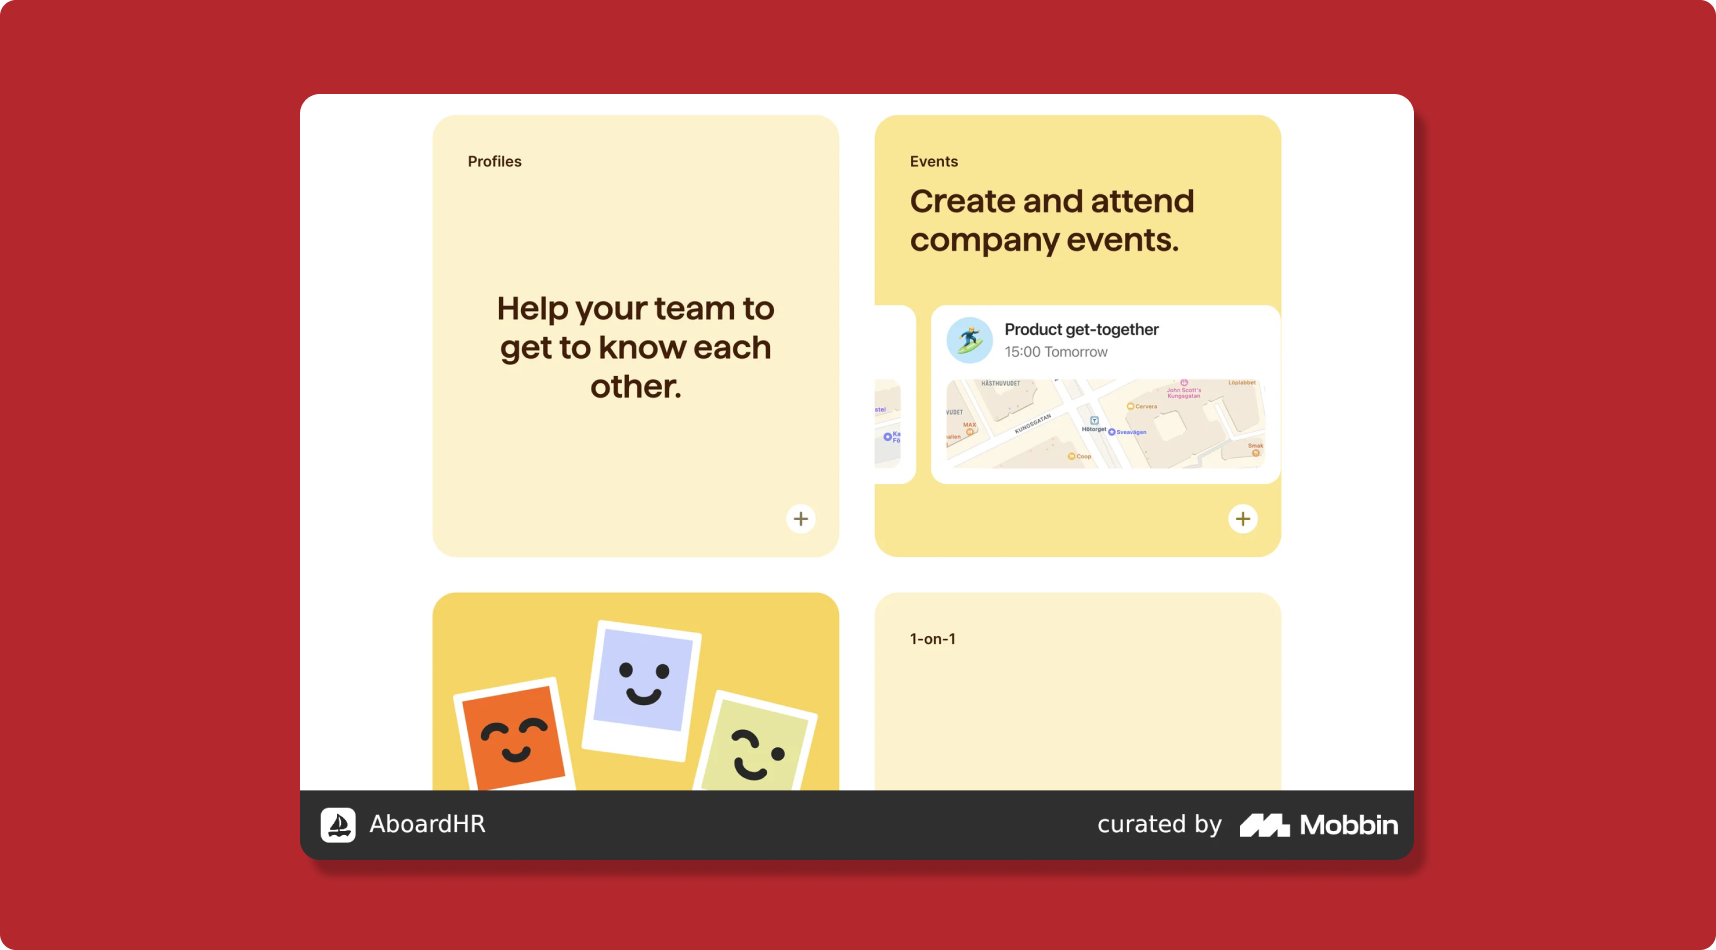 Profiles
Help your team to
get to know each
other.
Events
Create and attend
company events.
Product get-together
15:00 Tomorrow
HÄSTHUVUDET
John Scott's
Kungsgatan
Löplabbet
VUDET
Cervera
MAX
KUNGSGATAN
Hötorget
Sveavägen
Coop
Smak
1-on-1
AboardHR
curated by
Mobbin